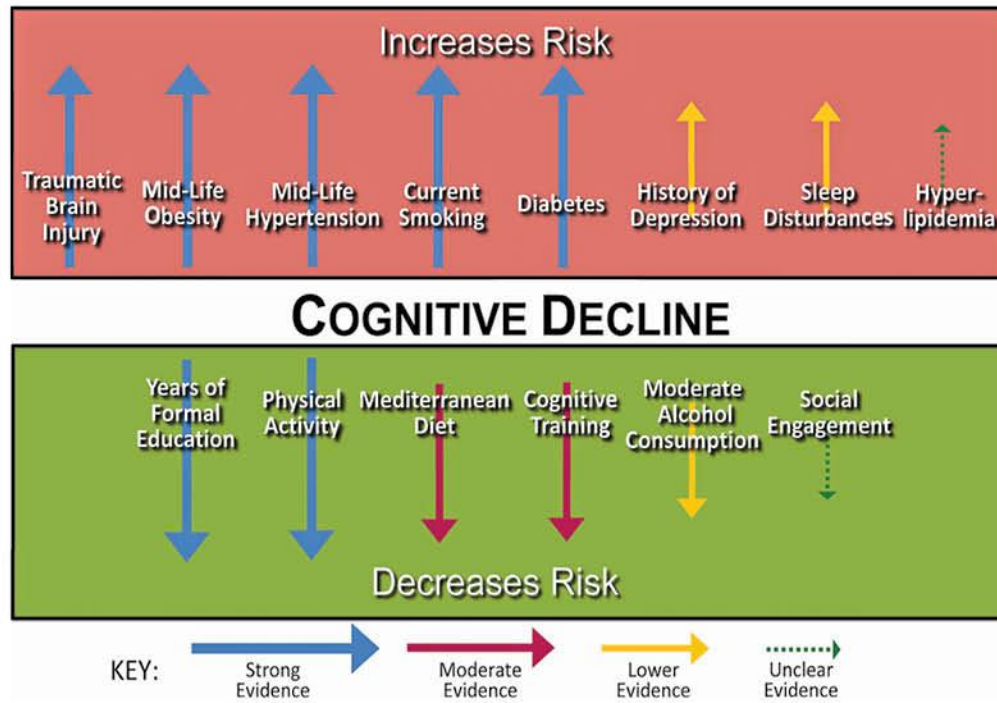 Increases Risk
Traumatic
Brain
Injury
Mid-Life
Obesity
Mid-Life
Hypertension
Current
Smoking
Diabetes
History of
Depression
Sleep
Disturbances
Hyper-
lipidemia
COGNITIVE DECLINE
Years of
Formal
Education
Physical
Activity
Mediterranean
Diet
Cognitive
Training
Moderate
Alcohol
Consumption
Social
Engagement
Decreases Risk
KEY:
Strong
Evidence
Moderate
Evidence
Lower
Evidence
Unclear
Evidence